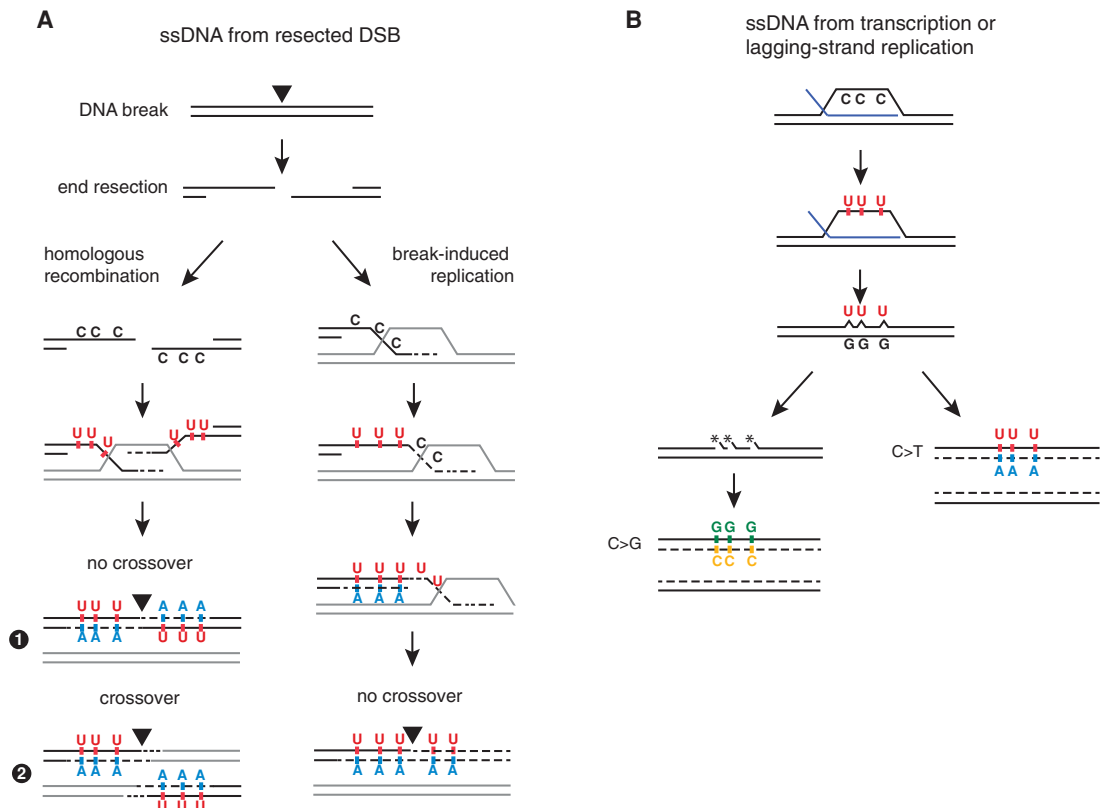 A
ssDNA from resected DSB
DNA break
end resection
homologous
recombination
break-induced
replication
C C C
C C C
C
C
C
U U U
U U U
U U U
C
C
no crossover
U U U A A A
A A A U U U
1
U U U U U
A A A
crossover
U U U
A A A
A A A
U U U
2
no crossover
U U U U U
A A A A A
B
ssDNA from transcription or
lagging-strand replication
C C C
U U U
U U U
G G G
* * *
C>T
U U U
A A A
C>G
G G G
C C C